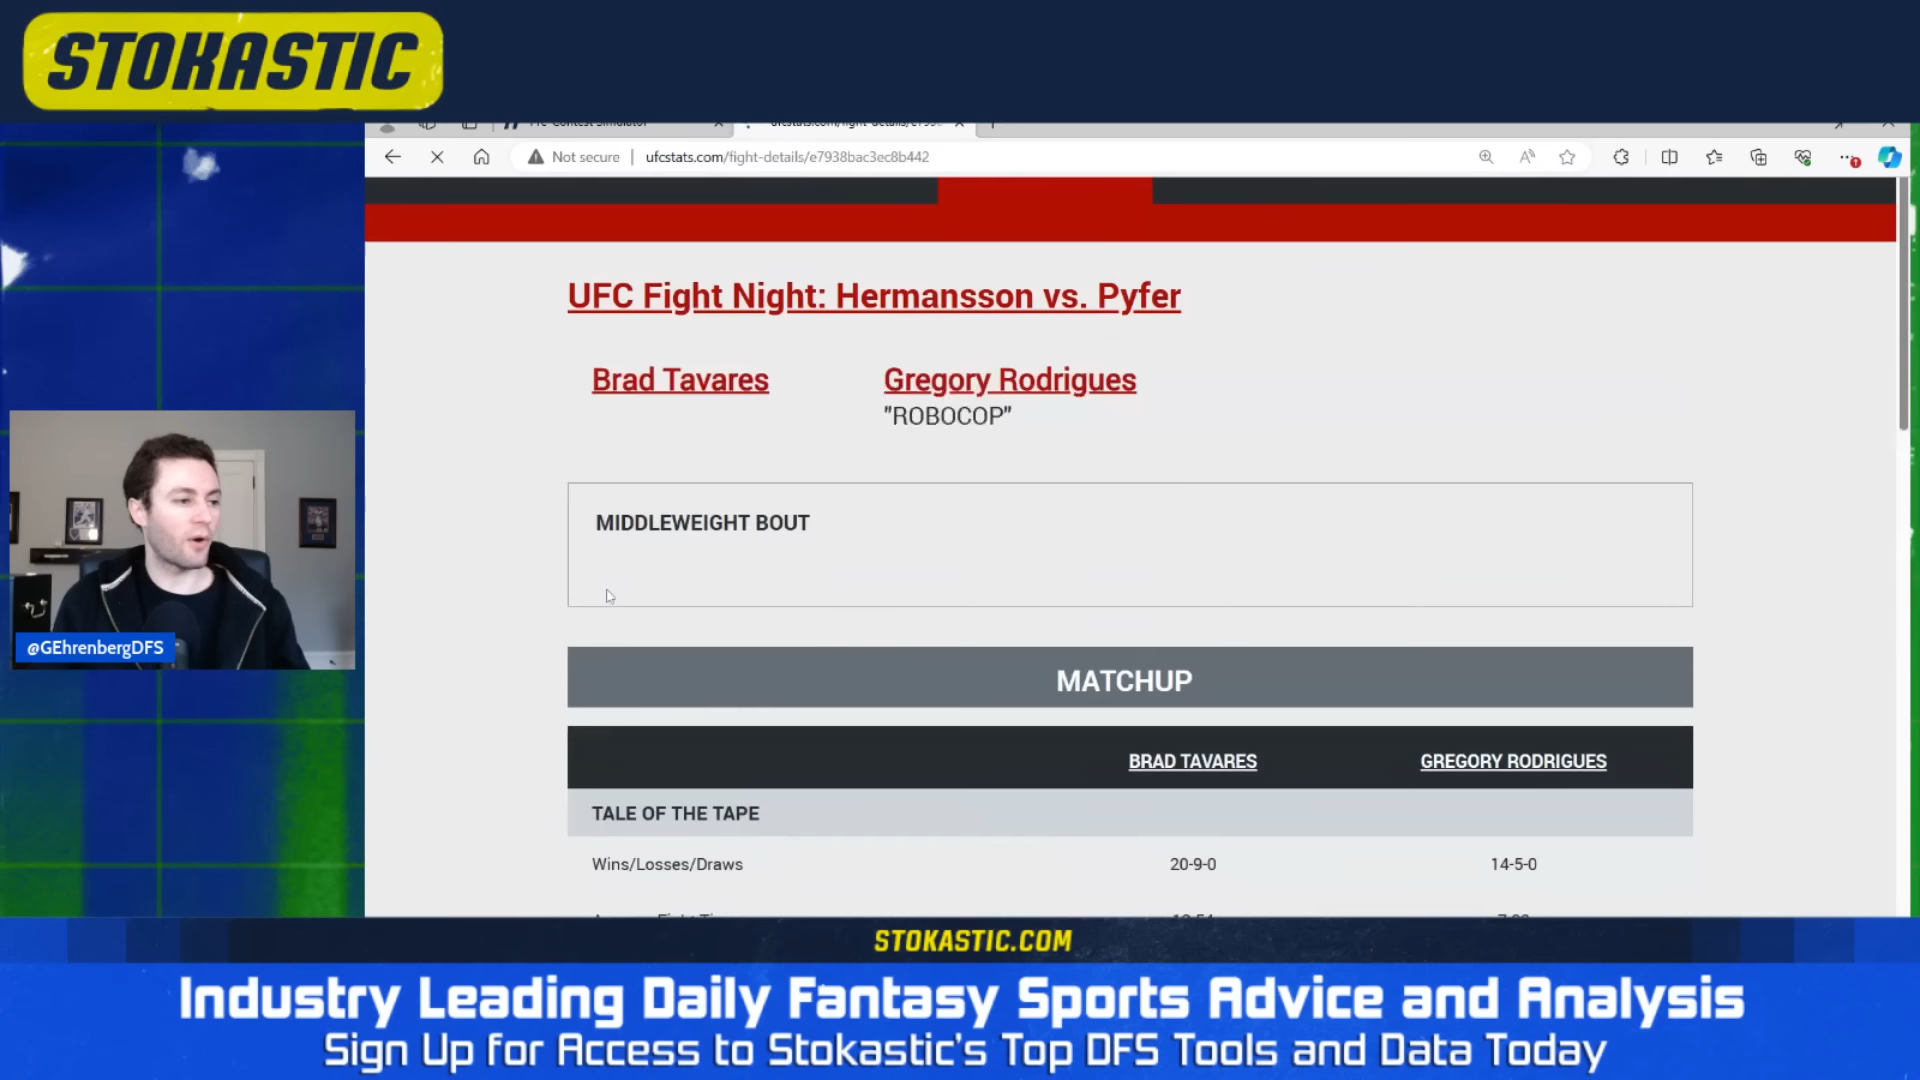 STOKASTIC
Not secure | ufcstats.com/fight-details/e7938bac3ec8b442
UFC Fight Night: Hermansson vs. Pyfer
Brad Tavares Gregory Rodrigues
"ROBOCOP"
MIDDLEWEIGHT BOUT
MATCHUP
BRAD TAVARES GREGORY RODRIGUES
TALE OF THE TAPE
Wins/Losses/Draws 20-9-0 14-5-0
@GEhrenbergDFS
STOKASTIC.COM
Industry Leading Daily Fantasy Sports Advice and Analysis
Sign Up for Access to Stokastic's Top DFS Tools and Data Today